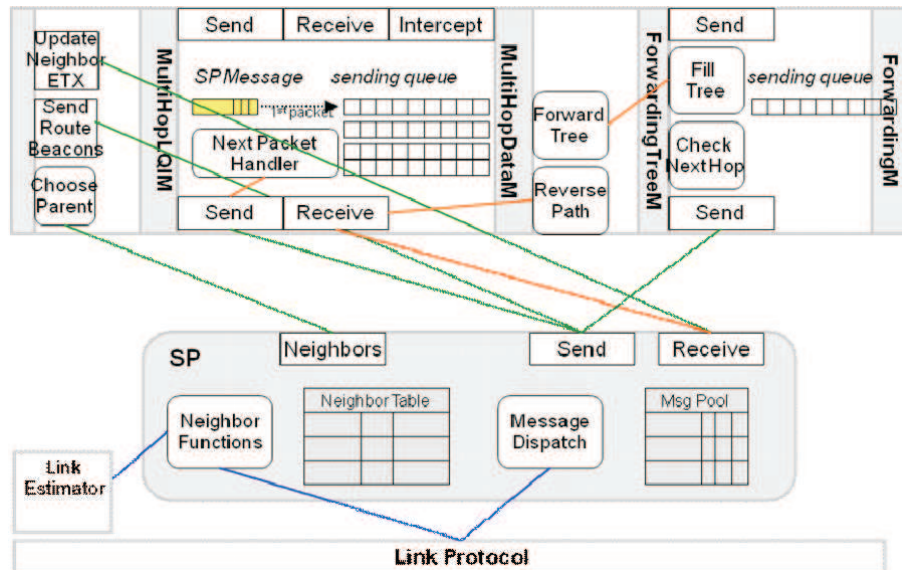 Send
Receive
Intercept
Send
Update
Neighbor
ETX
Send
Route
Beacons
Choose
Parent
MultiHopLQIM
SPMessage
sending queue
1st packet
Next Packet
Handler
Send
Receive
MultiHopDataM
Forward
Tree
Reverse
Path
ForwardingTreeM
Fill
Tree
sending queue
Check
Next Hop
Send
ForwardingM
SP
Neighbors
Send
Receive
Neighbor
Functions
Neighbor Table
Message
Dispatch
Msg Pool
Link
Estimator
Link Protocol